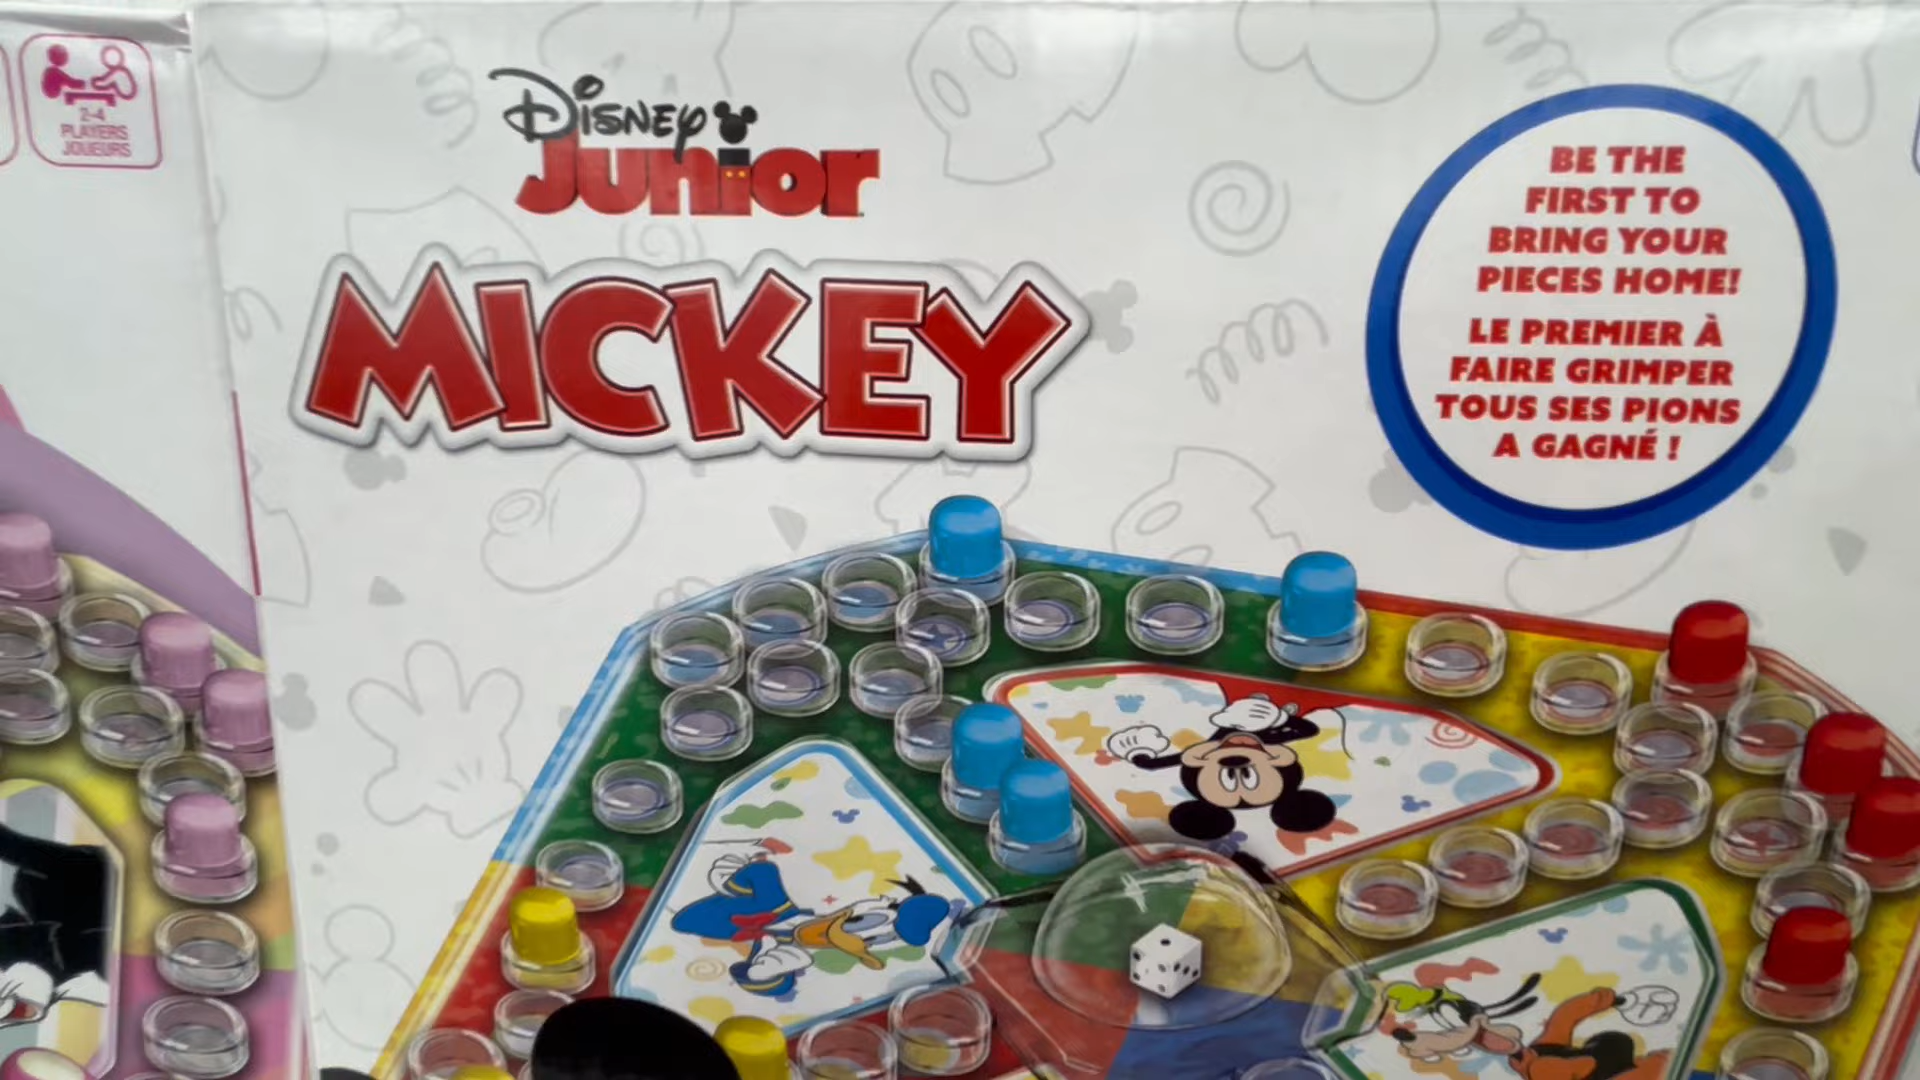 2-4
PLAYERS
JOUEURS
DISNEY
JUNIOR
MICKEY
BE THE
FIRST TO
BRING YOUR
PIECES HOME!
LE PREMIER À
FAIRE GRIMPER
TOUS SES PIONS
A GAGNÉ !